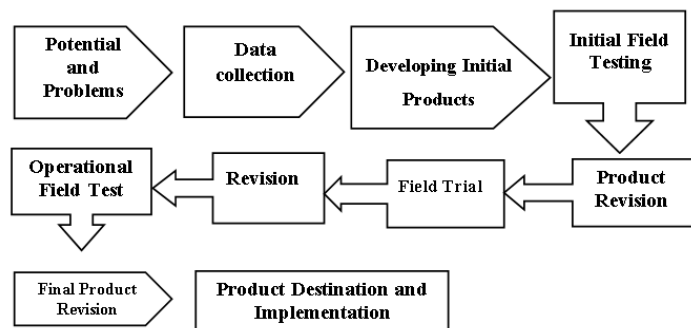 Potential
and
Problems
Data
collection
Developing Initial
Products
Initial Field
Testing
Operational
Field Test
Revision
Field Trial
Product
Revision
Final Product
Revision
Product Destination and
Implementation